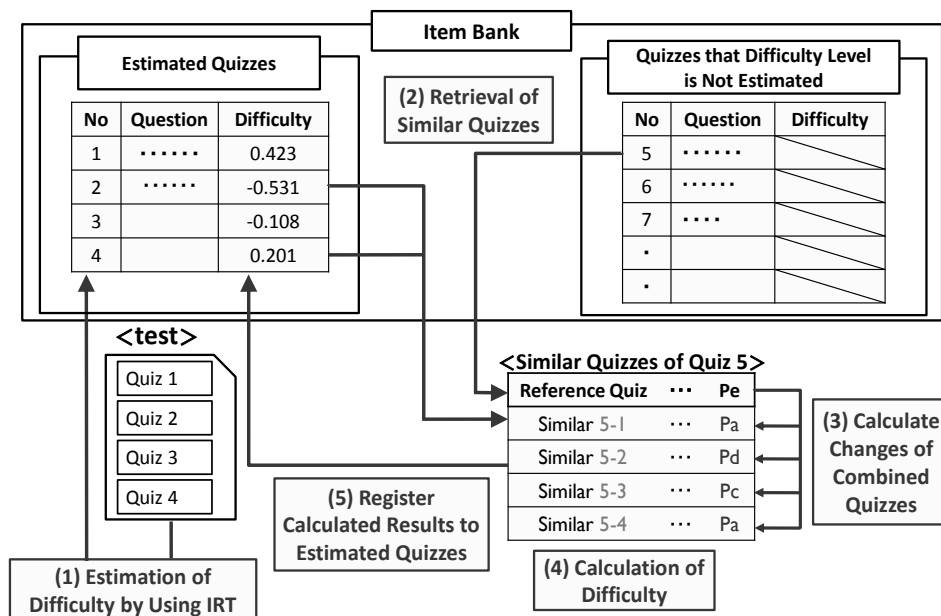 Item Bank
Estimated Quizzes
No Question Difficulty
1 ······ 0.423
2 ······ -0.531
3 -0.108
4 0.201
(2) Retrieval of
Similar Quizzes
Quizzes that Difficulty Level
is Not Estimated
No Question Difficulty
5 ······
6 ······
7 ····
·
·
<test>
Quiz 1
Quiz 2
Quiz 3
Quiz 4
(1) Estimation of
Difficulty by Using IRT
<Similar Quizzes of Quiz 5>
Reference Quiz ··· Pe
Similar 5-1 ··· Pa
Similar 5-2 ··· Pd
Similar 5-3 ··· Pc
Similar 5-4 ··· Pa
(3) Calculate
Changes of
Combined
Quizzes
(5) Register
Calculated Results to
Estimated Quizzes
(4) Calculation of
Difficulty